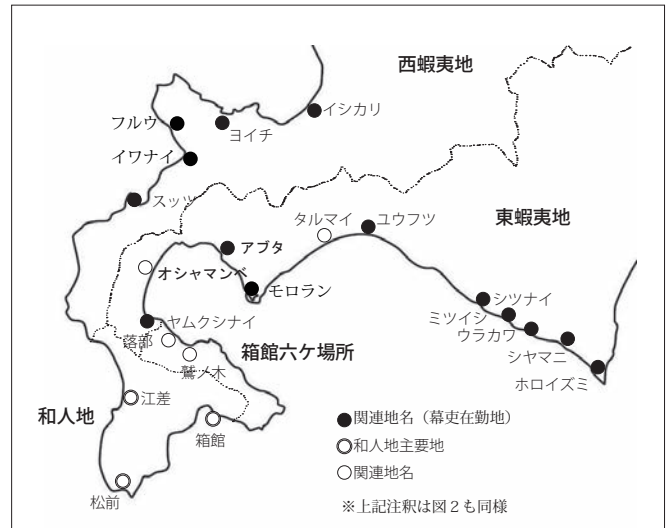 西蝦夷地
イシカリ
フルウ
ヨイチ
イワナイ
スッツ
東蝦夷地
タルマイ
ユウフツ
アブタ
オシャマンベ
モロラン
シツナイ
ミツイシ
ウラカワ
シャマニ
ホロイズミ
ヤムクシナイ
落部
鷲ノ木
箱館六ケ場所
和人地
江差
箱館
松前
●関連地名（幕吏在勤地）
◎和人地主要地
○関連地名
※上記注釈は図２も同様